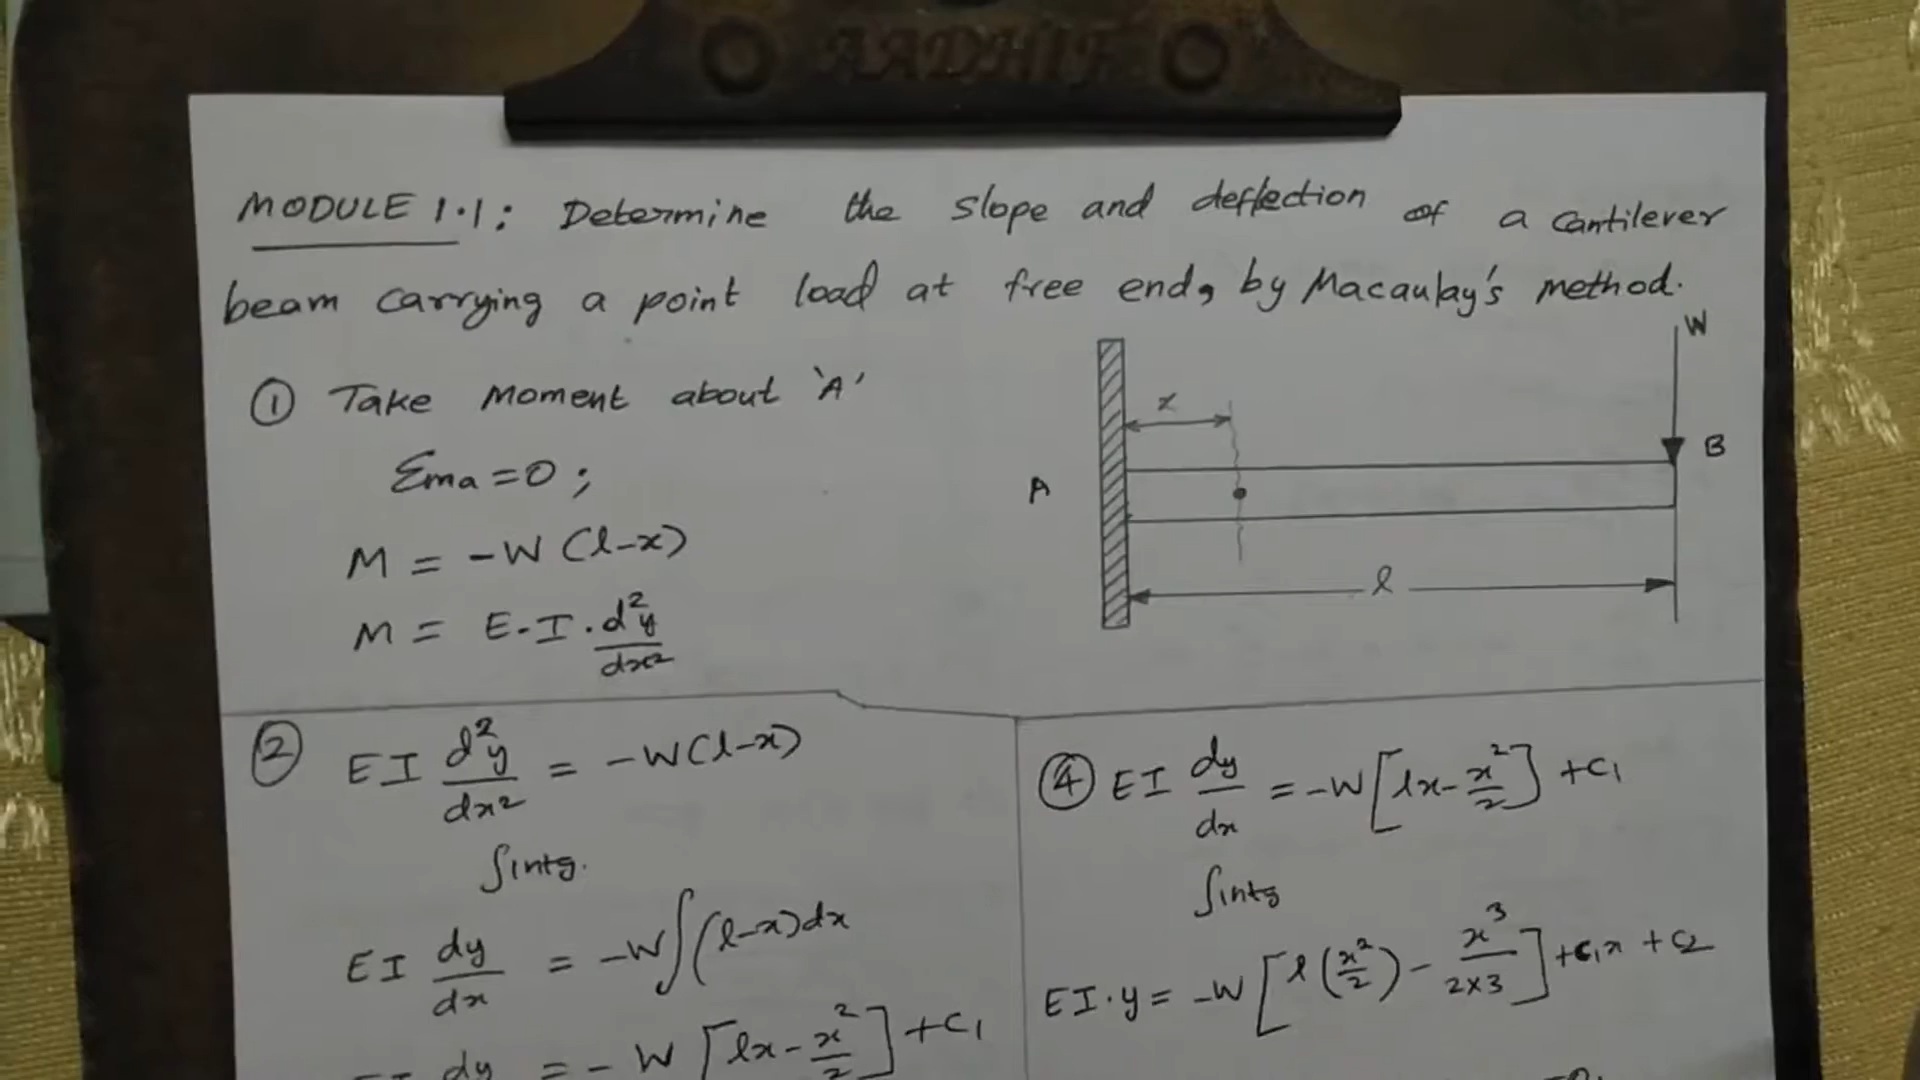 AADHIF
MODULE 1.1: Determine the slope and deflection of a cantilever
beam carrying a point load at free end, by Macaulay's method.
① Take Moment about 'A'
Σma = 0 ;
M = -W (l-x)
M = E.I. d²y/dx²
W
x
B
A
l
② EI d²y/dx² = -W(l-x)
∫intg.
EI dy/dx = -W∫(l-x)dx
EI dy = -W [lx - x²/2] + C₁
④ EI dy/dx = -W[lx - x²/2] + C₁
∫intg
EI.y = -W [l(x²/2) - x³/2×3] + C₁x + C₂